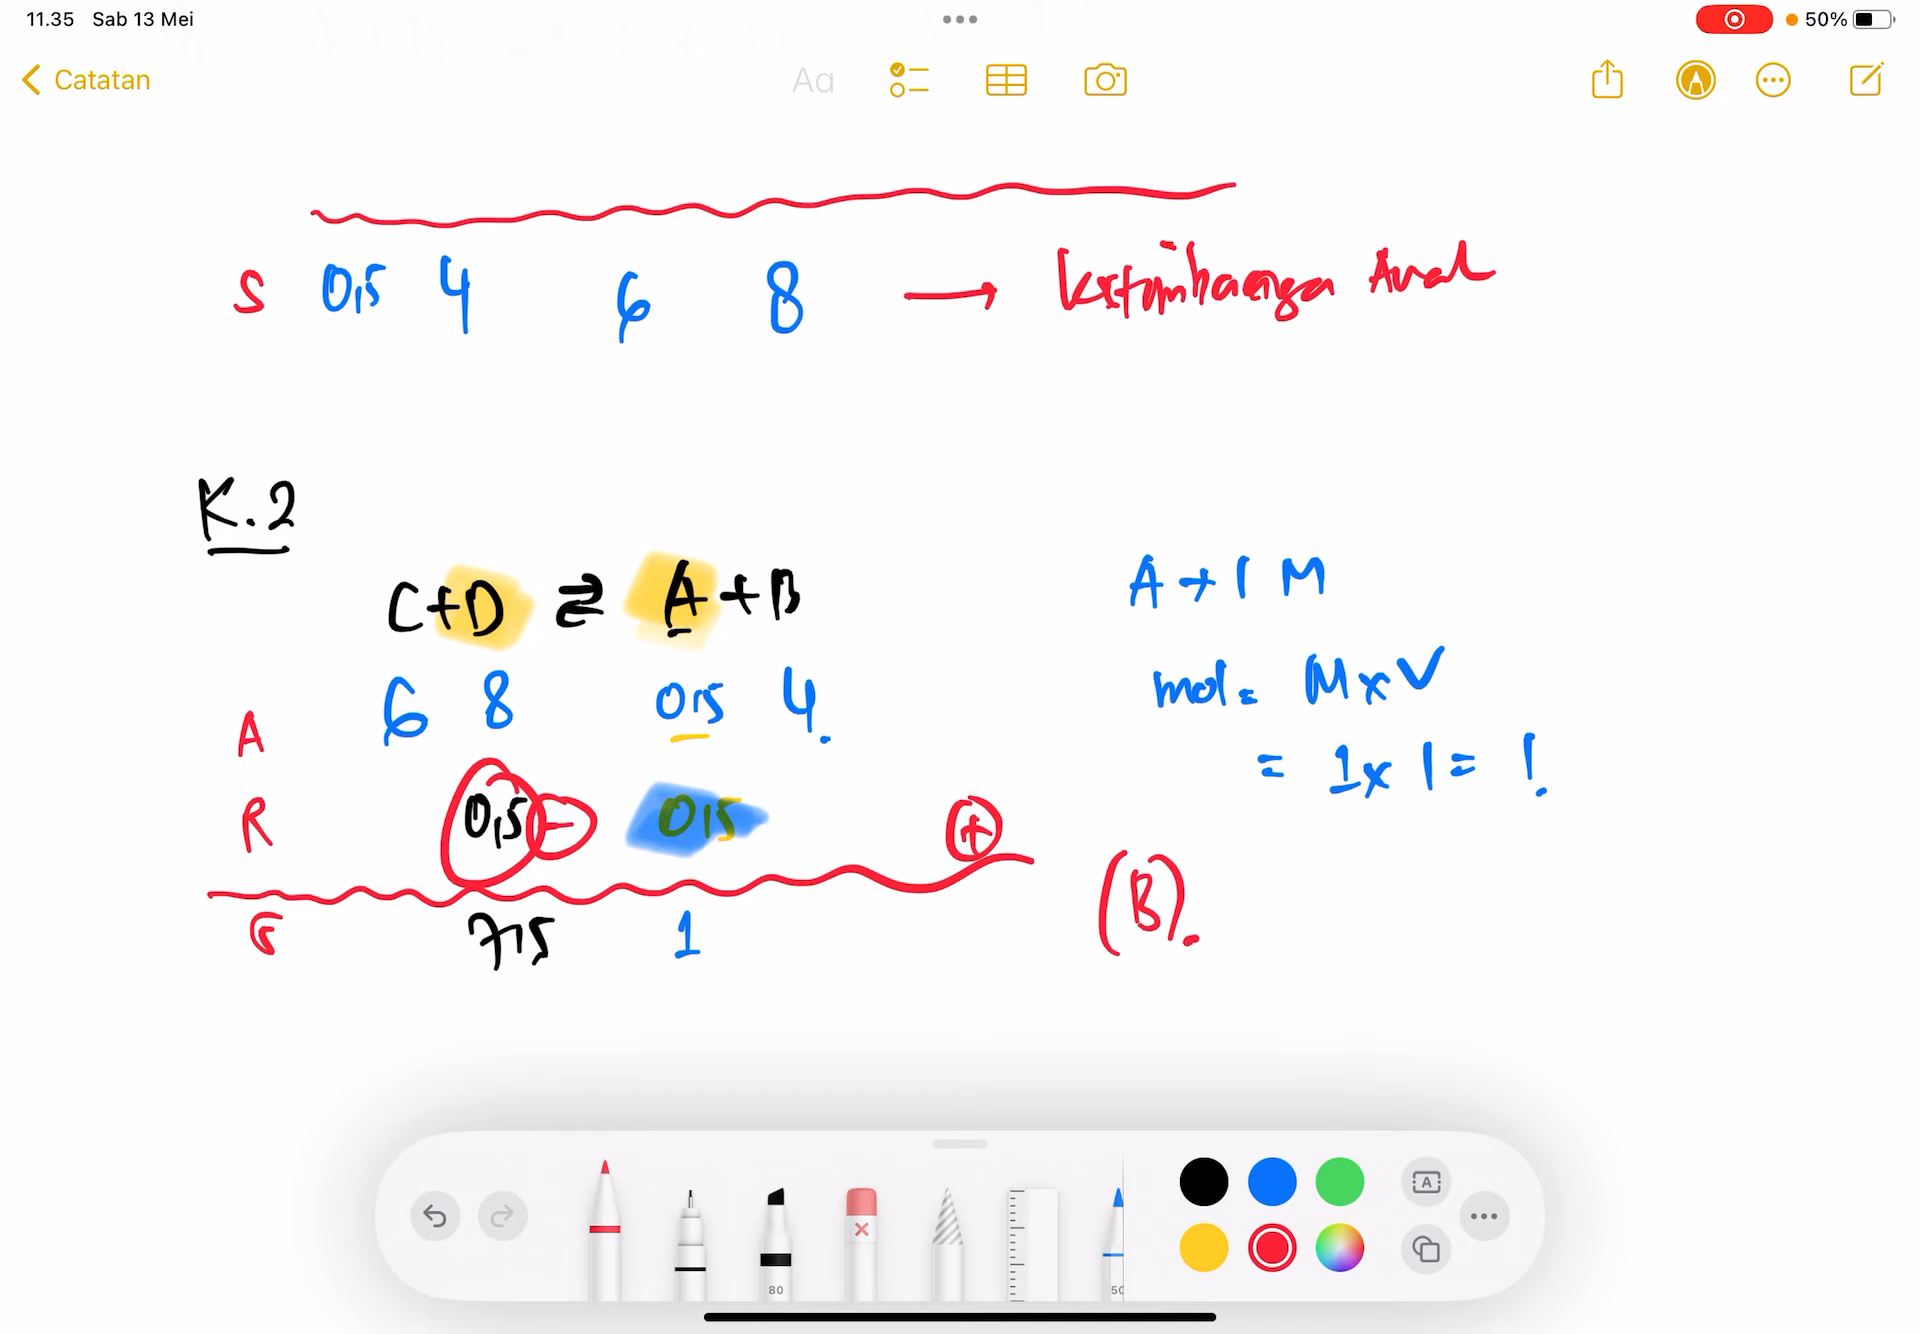 11.35 Sab 13 Mei
50%
Catatan
Aa
S 0,5 4 6 8 → Awal
K.2
C+D ⇌ A+B
A → 1 M
A 6 8 0,5 4.
mol = M x V
= 1 x 1 = 1.
R 0,5 - 0,5 +
(B).
S 7,5 1
A
80
50